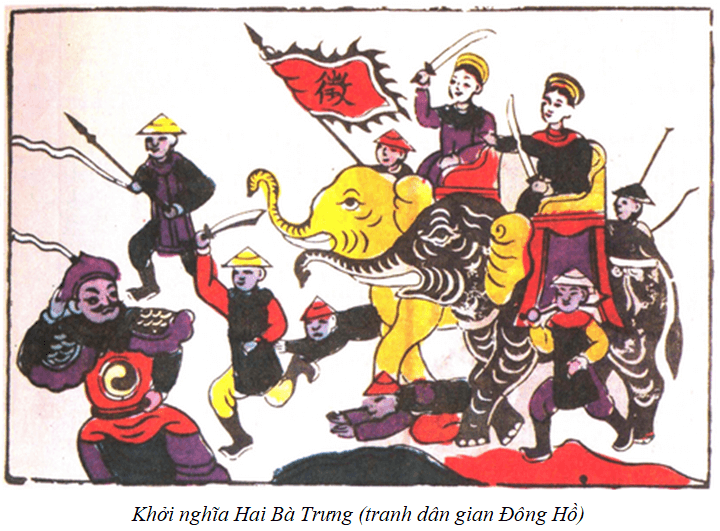 徵
Khởi nghĩa Hai Bà Trưng (tranh dân gian Đông Hồ)